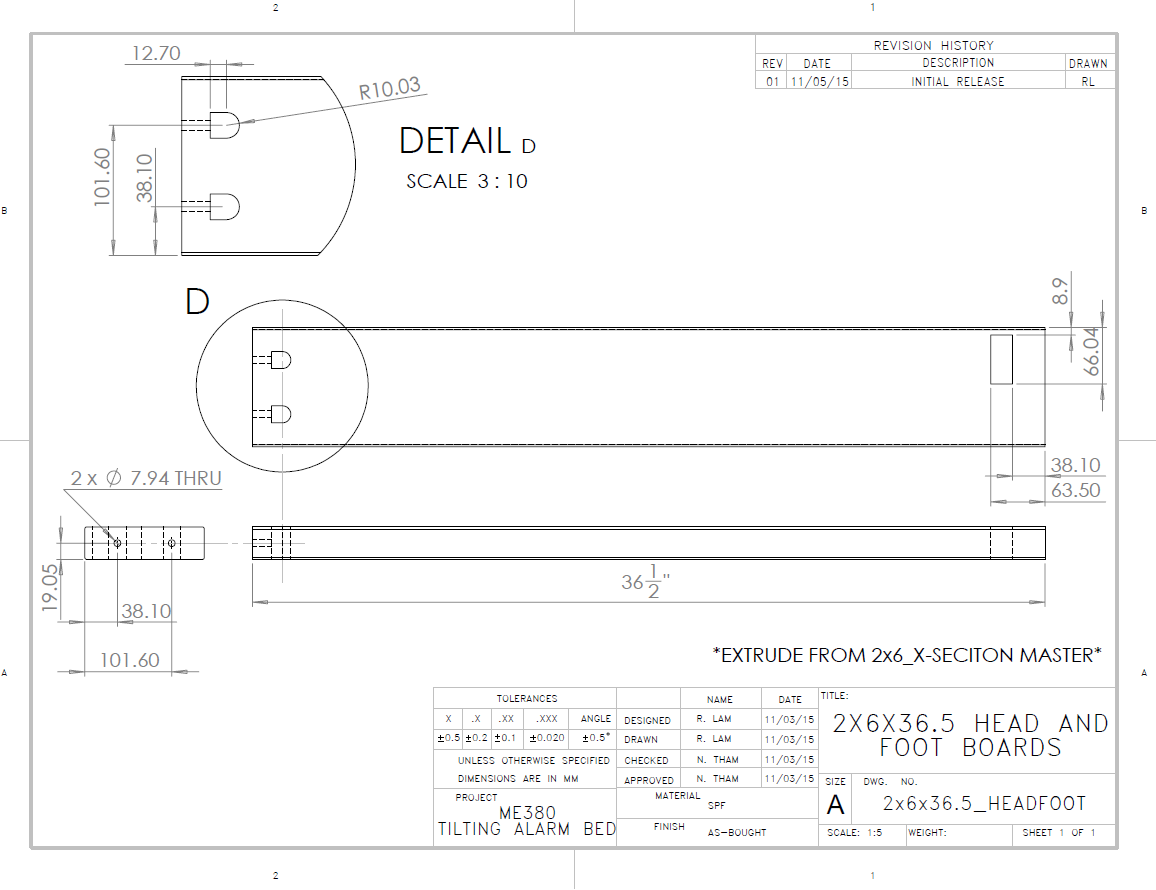 2 1
12.70
R10.03
101.60
38.10
DETAIL D
SCALE 3 : 10
REVISION HISTORY
REV DATE DESCRIPTION DRAWN
01 11/05/15 INITIAL RELEASE RL
B B
D
8.9
66.04
38.10
63.50
2 x Ø 7.94 THRU
19.05
38.10
101.60
36 1/2"
*EXTRUDE FROM 2x6_X-SECITON MASTER*
A A
TOLERANCES
X .X .XX .XXX ANGLE
±0.5 ±0.2 ±0.1 ±0.020 ±0.5°
UNLESS OTHERWISE SPECIFIED
DIMENSIONS ARE IN MM
PROJECT
ME380
TILTING ALARM BED
NAME DATE
DESIGNED R. LAM 11/03/15
DRAWN R. LAM 11/03/15
CHECKED N. THAM 11/03/15
APPROVED N. THAM 11/03/15
MATERIAL
SPF
FINISH
AS-BOUGHT
TITLE:
2X6X36.5 HEAD AND
FOOT BOARDS
SIZE DWG. NO.
A 2x6x36.5_HEADFOOT
SCALE: 1:5 WEIGHT: SHEET 1 OF 1
2 1